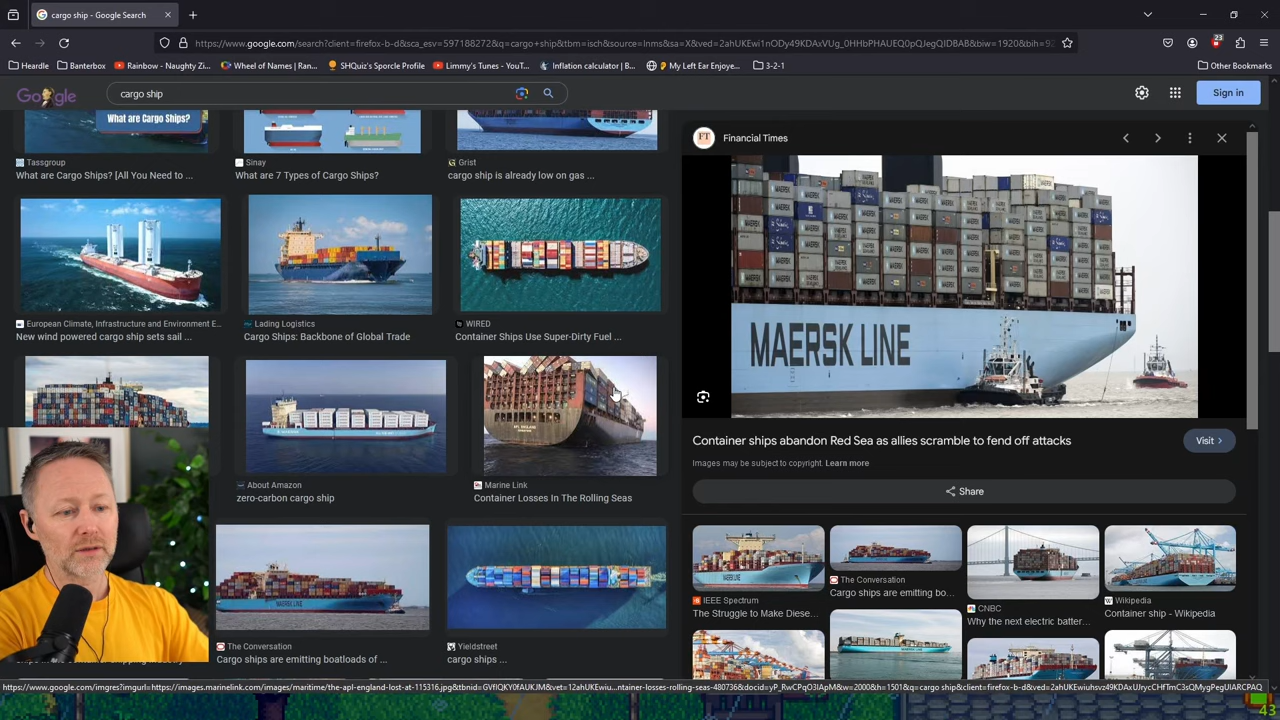 cargo ship - Google Search
https://www.google.com/search?client=firefox-b-d&sca_esv=597188272&q=cargo+ship&tbm=isch&source=lnms&sa=X&ved=2ahUKEwi1nODy49KDAxVUg_0HHbPHAUEQ0pQJegQIDBAB&biw=1920&bih=92
Heardle
Banterbox
Rainbow - Naughty Zi...
Wheel of Names | Ran...
SHQuiz's Sporcle Profile
Limmy's Tunes - YouT...
Inflation calculator | B...
My Left Ear Enjoye...
3-2-1
Other Bookmarks
23
Google
cargo ship
Sign in
What are Cargo Ships?
Tassgroup
What are Cargo Ships? [All You Need to ...
Sinay
What are 7 Types of Cargo Ships?
Grist
cargo ship is already low on gas ...
European Climate, Infrastructure and Environment E...
New wind powered cargo ship sets sail ...
Lading Logistics
Cargo Ships: Backbone of Global Trade
WIRED
Container Ships Use Super-Dirty Fuel ...
About Amazon
zero-carbon cargo ship
Marine Link
Container Losses In The Rolling Seas
The Conversation
Cargo ships are emitting boatloads of ...
Yieldstreet
cargo ships ...
FT
Financial Times
MAERSK LINE
Container ships abandon Red Sea as allies scramble to fend off attacks
Visit
Images may be subject to copyright. Learn more
Share
IEEE Spectrum
The Struggle to Make Diese...
The Conversation
Cargo ships are emitting bo...
CNBC
Why the next electric batter...
Wikipedia
Container ship - Wikipedia
43